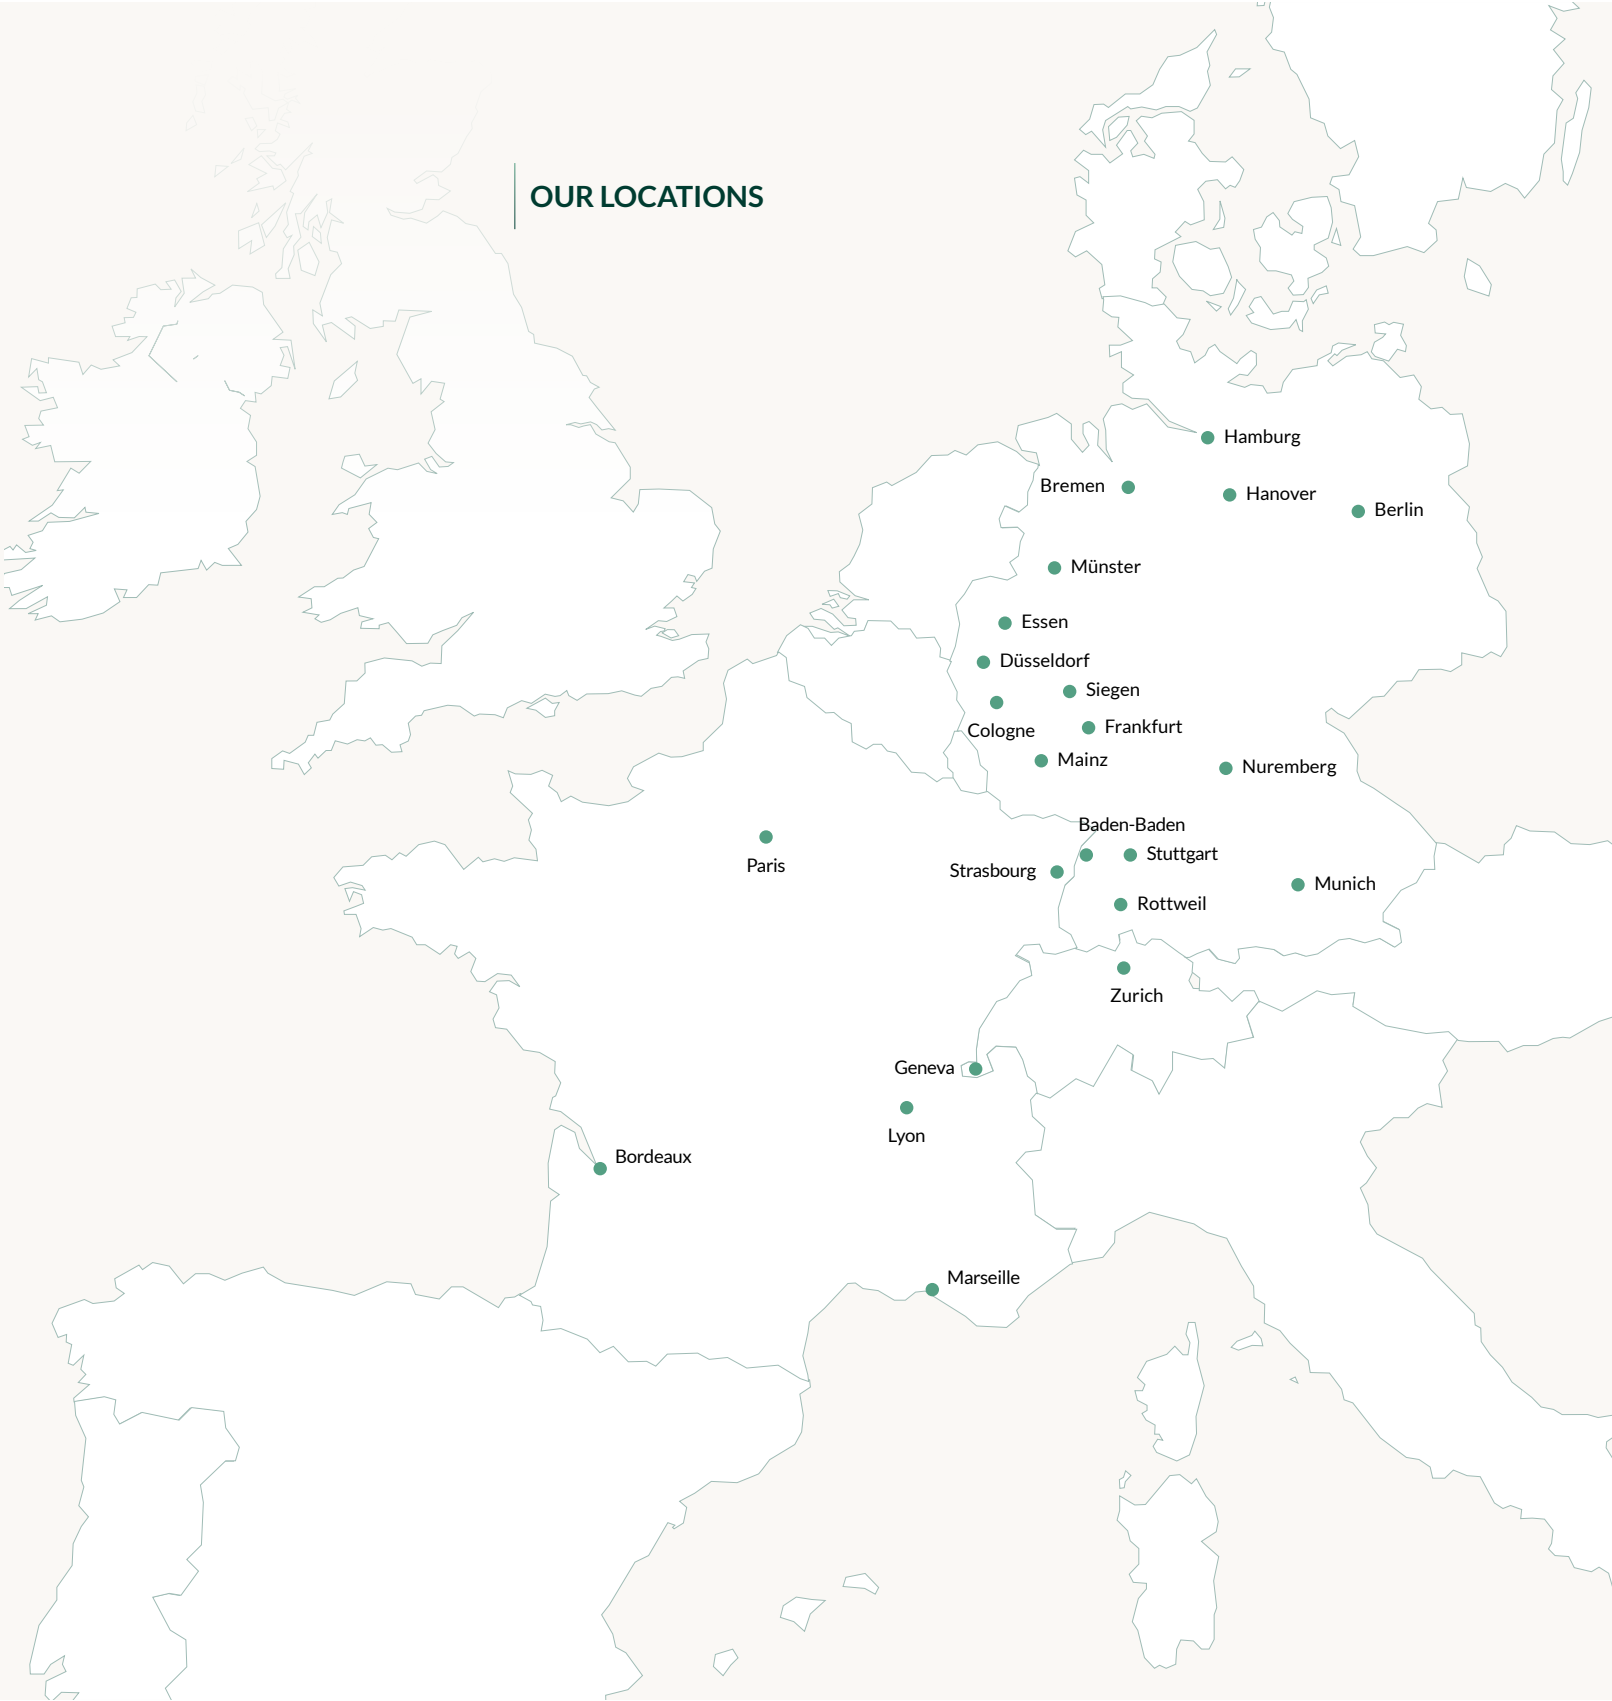 OUR LOCATIONS
Hamburg
Bremen
Hanover
Berlin
Münster
Essen
Düsseldorf
Siegen
Cologne
Frankfurt
Mainz
Nuremberg
Baden-Baden
Paris
Strasbourg
Stuttgart
Munich
Rottweil
Zurich
Geneva
Lyon
Bordeaux
Marseille